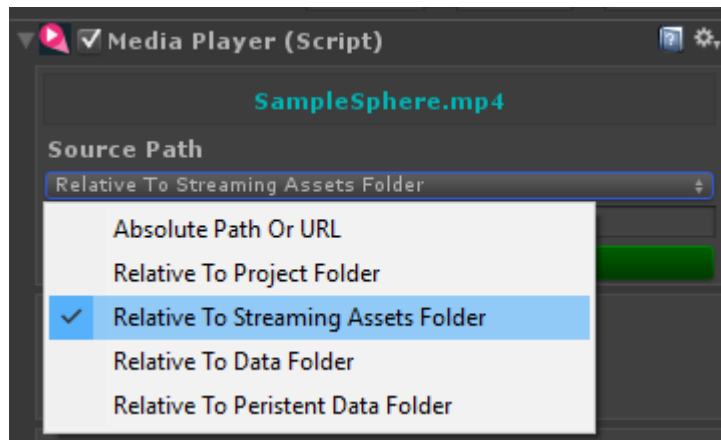 Media Player (Script)
SampleSphere.mp4
Source Path
Relative To Streaming Assets Folder
Absolute Path Or URL
Relative To Project Folder
Relative To Streaming Assets Folder
Relative To Data Folder
Relative To Peristent Data Folder